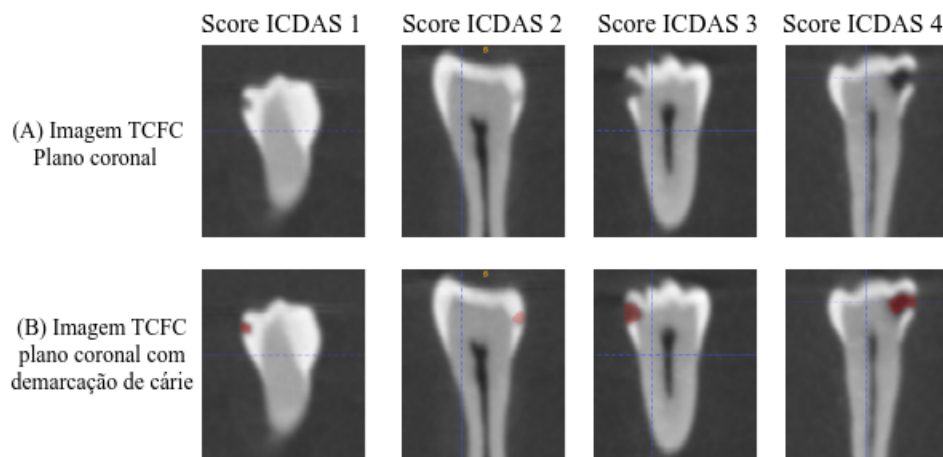 Score ICDAS 1 Score ICDAS 2 Score ICDAS 3 Score ICDAS 4
(A) Imagem TCFC
Plano coronal
(B) Imagem TCFC
plano coronal com
demarcação de cárie